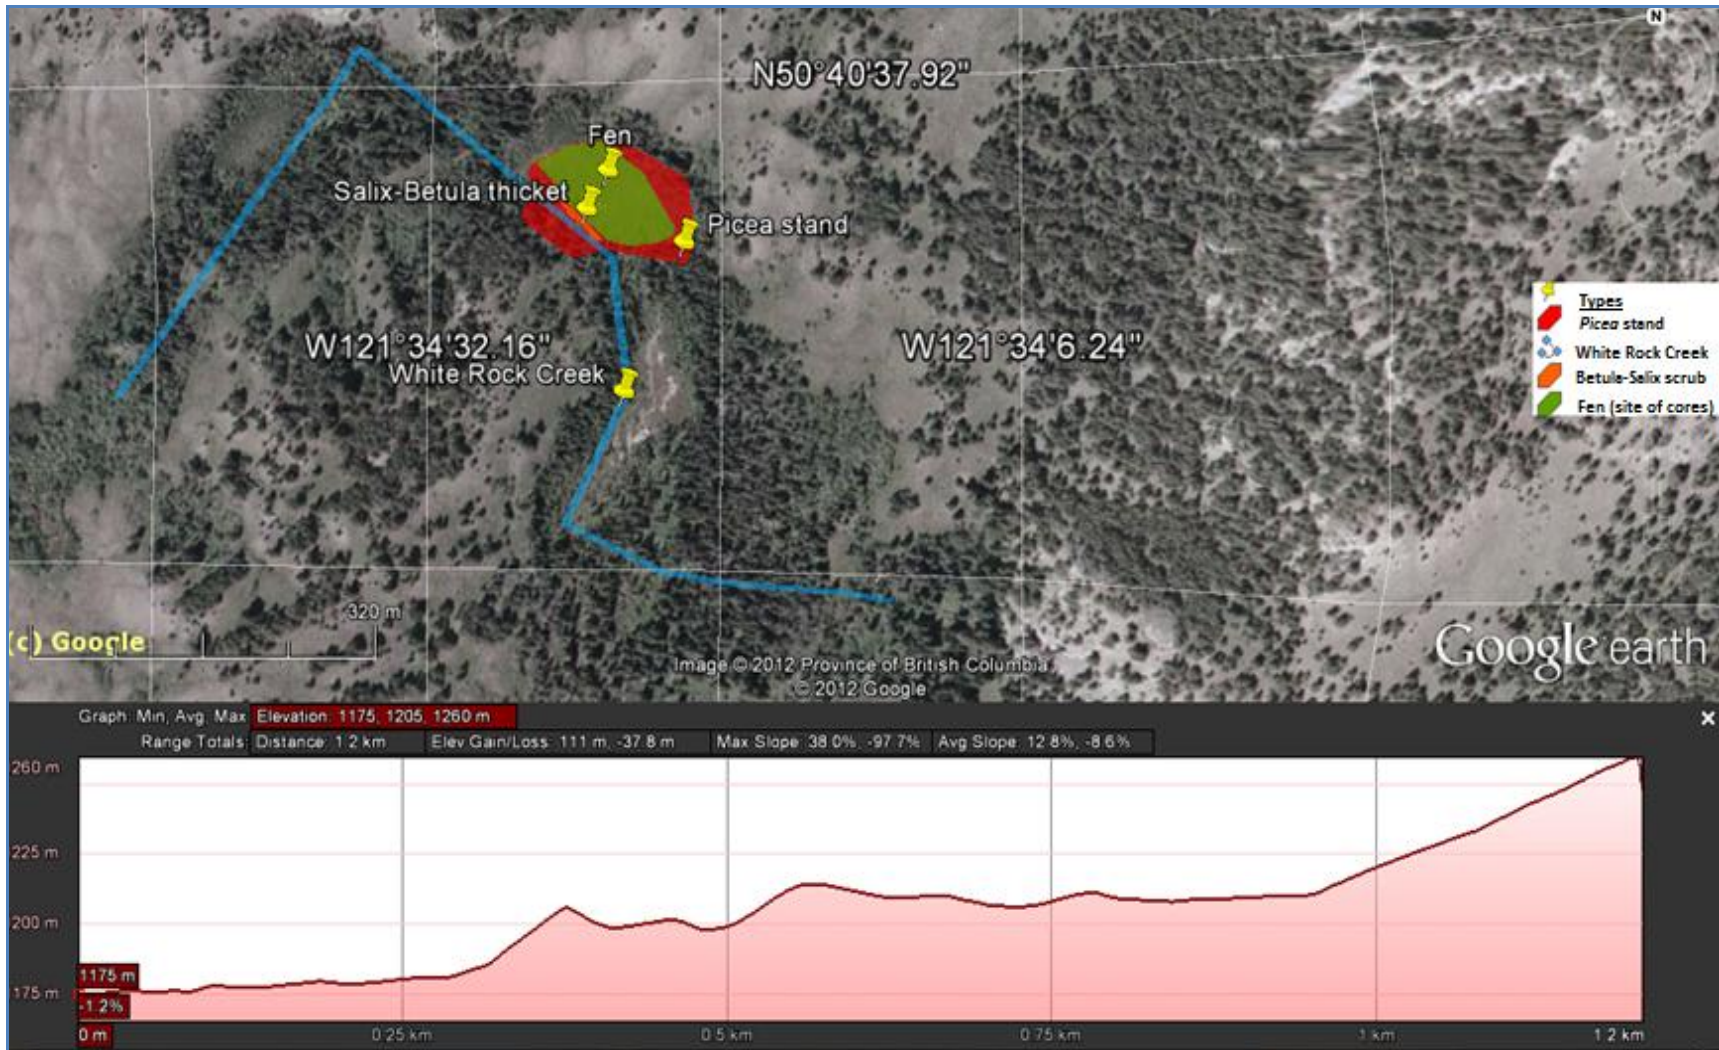 N
N50°40'37.92"
Fen
Salix-Betula thicket
Picea stand
W121°34'32.16"
W121°34'6.24"
White Rock Creek
Types
Picea stand
White Rock Creek
Betula-Salix scrub
Fen (site of cores)
320 m
(c) Google
Google earth
Image © 2012 Province of British Columbia
© 2012 Google
Graph: Min, Avg, Max Elevation: 1175, 1205, 1260 m
Range Totals: Distance: 1.2 km Elev Gain/Loss: 111 m, -37.8 m Max Slope: 38.0%, -97.7% Avg Slope: 12.8%, -8.6%
260 m
225 m
200 m
1175 m
175 m
-1.2%
0 m 0.25 km 0.5 km 0.75 km 1 km 1.2 km